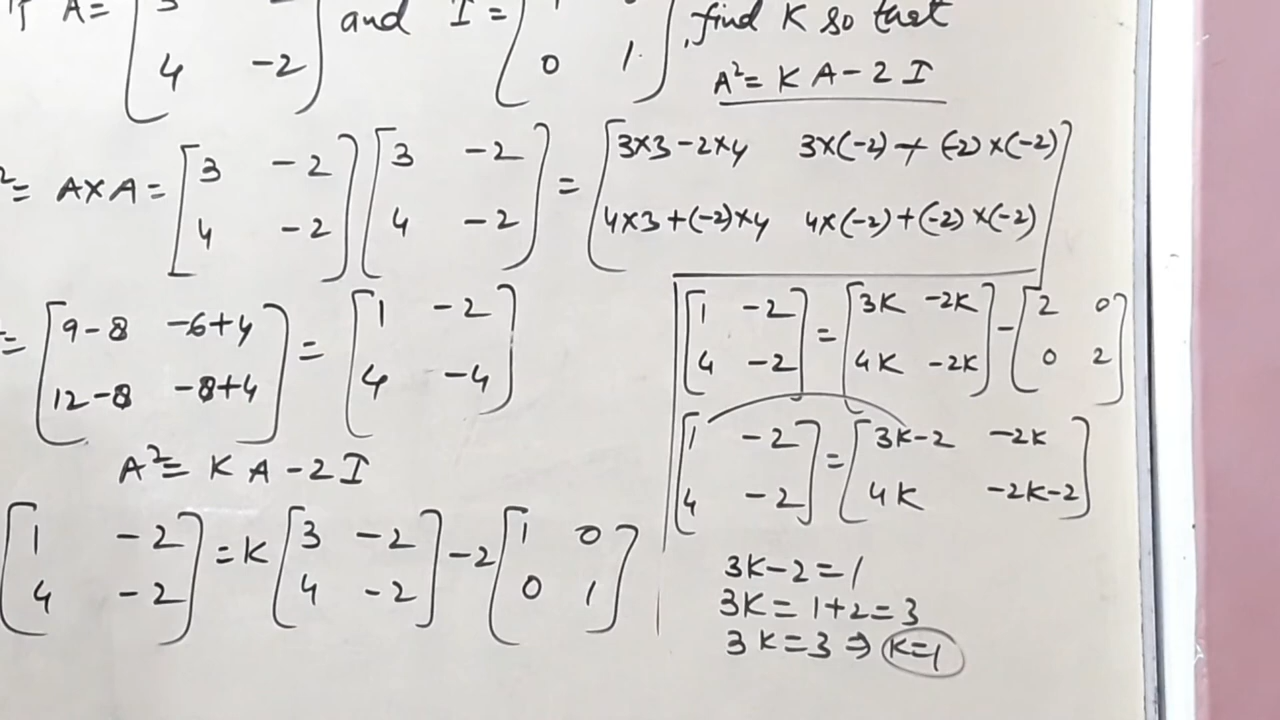 A= [3
4 -2] and I = [
0 1], find K so that
A²= K A-2 I
²= A×A= [3 -2
4 -2] [3 -2
4 -2] = [3×3-2×4 3×(-2)+(-2)×(-2)
4×3+(-2)×4 4×(-2)+(-2)×(-2)]
= [9-8 -6+4
12-8 -8+4] = [1 -2
4 -4]
A²= K A-2 I
[1 -2
4 -2] = K [3 -2
4 -2] -2 [1 0
0 1]
[1 -2
4 -2] = [3K -2K
4K -2K] - [2 0
0 2]
[1 -2
4 -2] = [3K-2 -2K
4K -2K-2]
3K-2=1
3K= 1+2=3
3K=3 ⇒ K=1